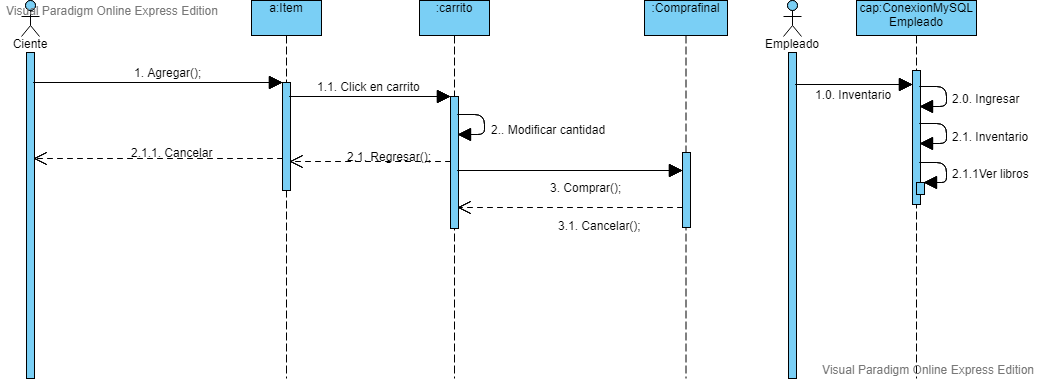 Visual Paradigm Online Express Edition
a:Item
:carrito
:Comprafinal
cap:ConexionMySQL
Empleado
Ciente
Empleado
1. Agregar();
1.1. Click en carrito
1.0. Inventario
2.0. Ingresar
2.. Modificar cantidad
2.1. Inventario
2.1.1. Cancelar
2.1. Regresar();
2.1.1Ver libros
3. Comprar();
3.1. Cancelar();
Visual Paradigm Online Express Edition